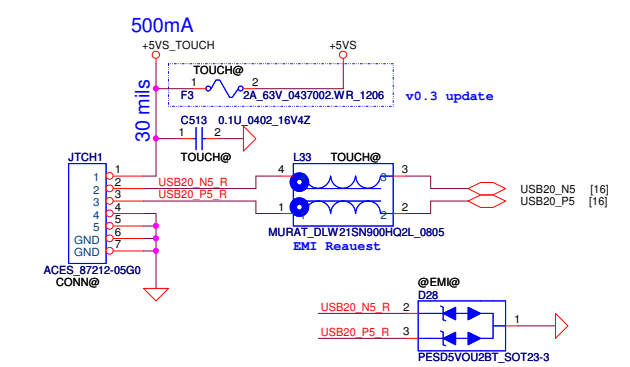 500mA
+5VS_TOUCH
+5VS
TOUCH@
1
2
F3
2A_63V_0437002.WR_1206
v0.3 update
30 mils
C513
0.1U_0402_16V4Z
1
2
TOUCH@
JTCH1
L33
TOUCH@
1
1
2
2
USB20_N5_R
3
3
USB20_P5_R
4
4
5
5
GND
6
GND
7
4
3
3
1
2
2
USB20_N5
[16]
USB20_P5
[16]
MURAT_DLW21SN900HQ2L_0805
EMI Reauest
ACES_87212-05G0
CONN@
@EMI@
D28
USB20_N5_R
2
USB20_P5_R
3
1
PESD5VOU2BT_SOT23-3